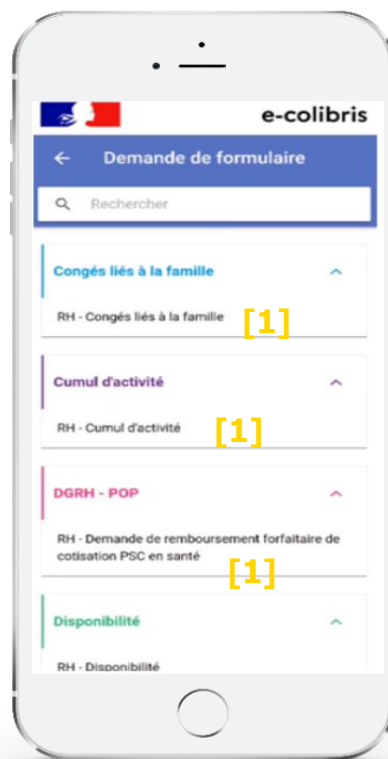 e-colibris
Demande de formulaire
Rechercher
Congés liés à la famille
RH - Congés liés à la famille [1]
Cumul d'activité
RH - Cumul d'activité [1]
DGRH - POP
RH - Demande de remboursement forfaitaire de
cotisation PSC en santé
[1]
Disponibilité
RH - Disponibilité